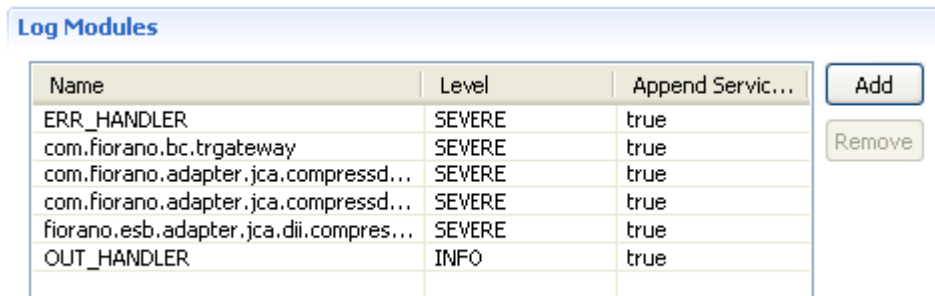 Log Modules
Name Level Append Servic... Add
ERR_HANDLER SEVERE true
com.fiorano.bc.trgateway SEVERE true Remove
com.fiorano.adapter.jca.compressd... SEVERE true
com.fiorano.adapter.jca.compressd... SEVERE true
fiorano.esb.adapter.jca.dii.compres... SEVERE true
OUT_HANDLER INFO true